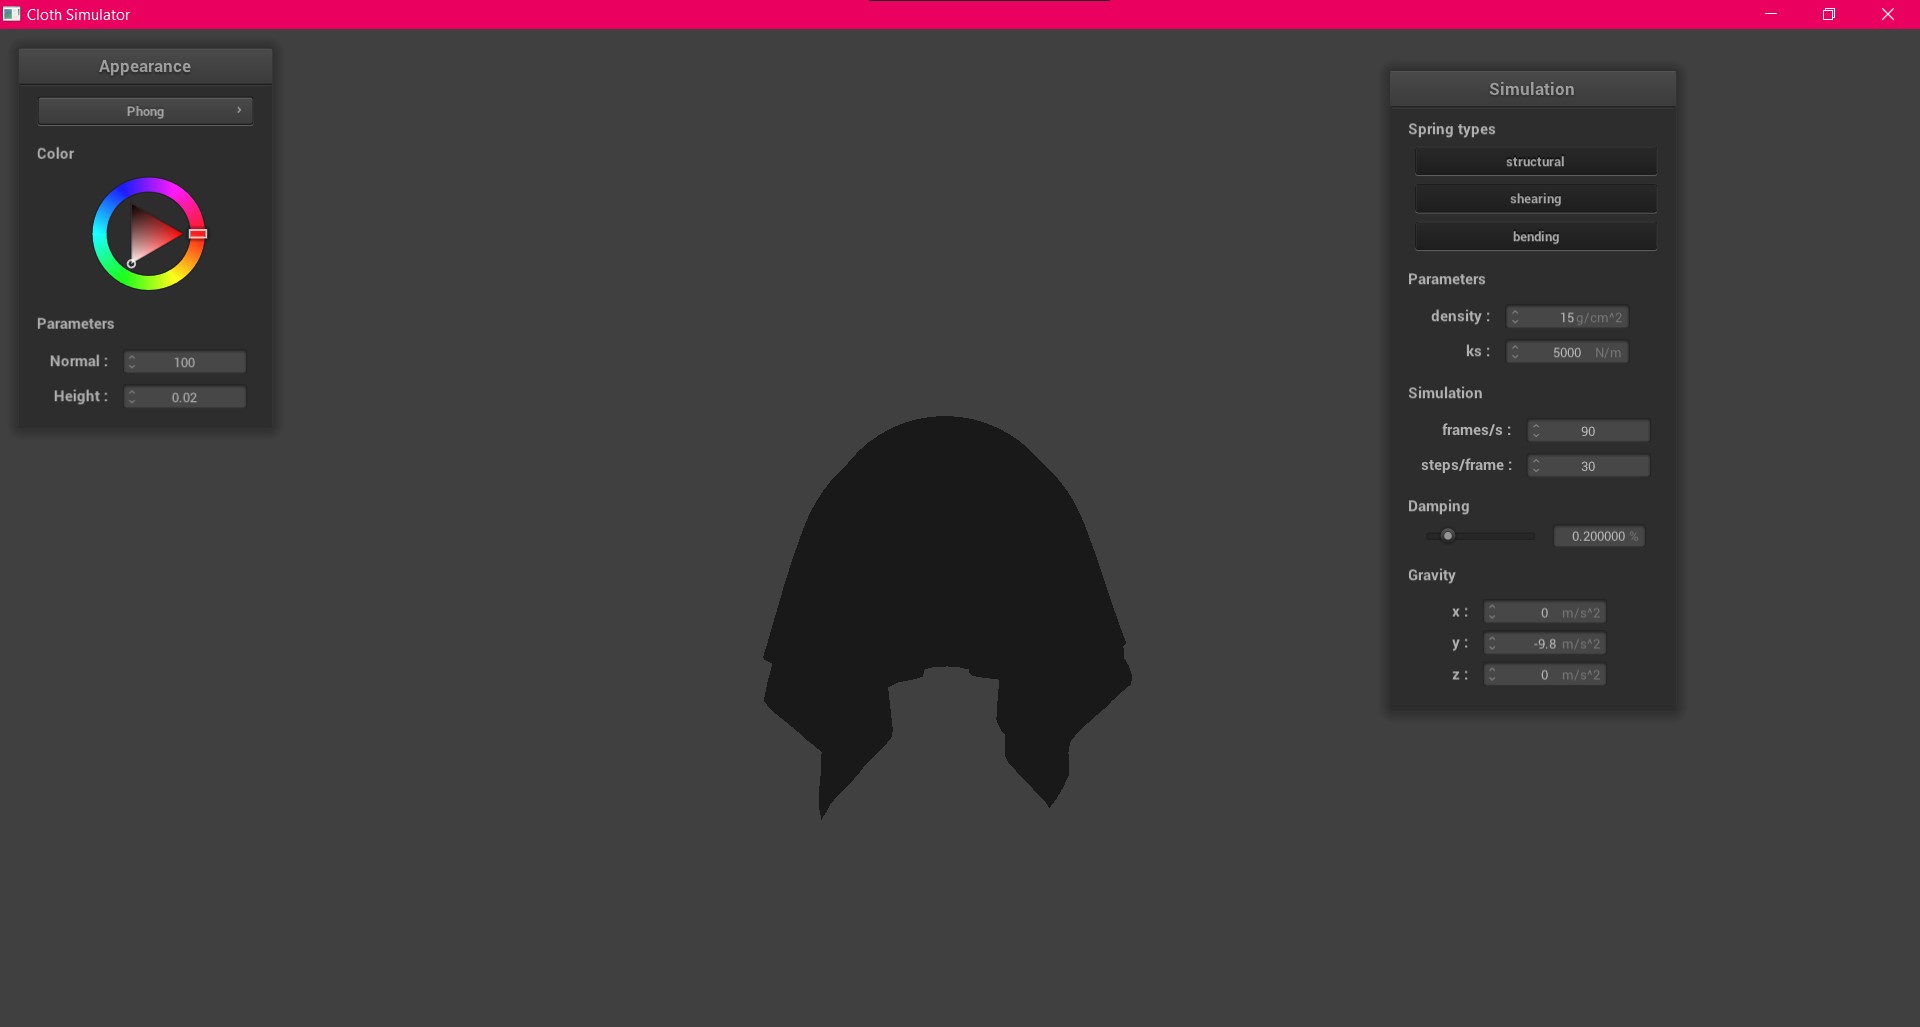 Cloth Simulator
Appearance
Phong
Color
Parameters
Normal : 100
Height : 0.02
Simulation
Spring types
structural
shearing
bending
Parameters
density : 15 g/cm^2
ks : 5000 N/m
Simulation
frames/s : 90
steps/frame : 30
Damping
0.200000 %
Gravity
x : 0 m/s^2
y : -9.8 m/s^2
z : 0 m/s^2